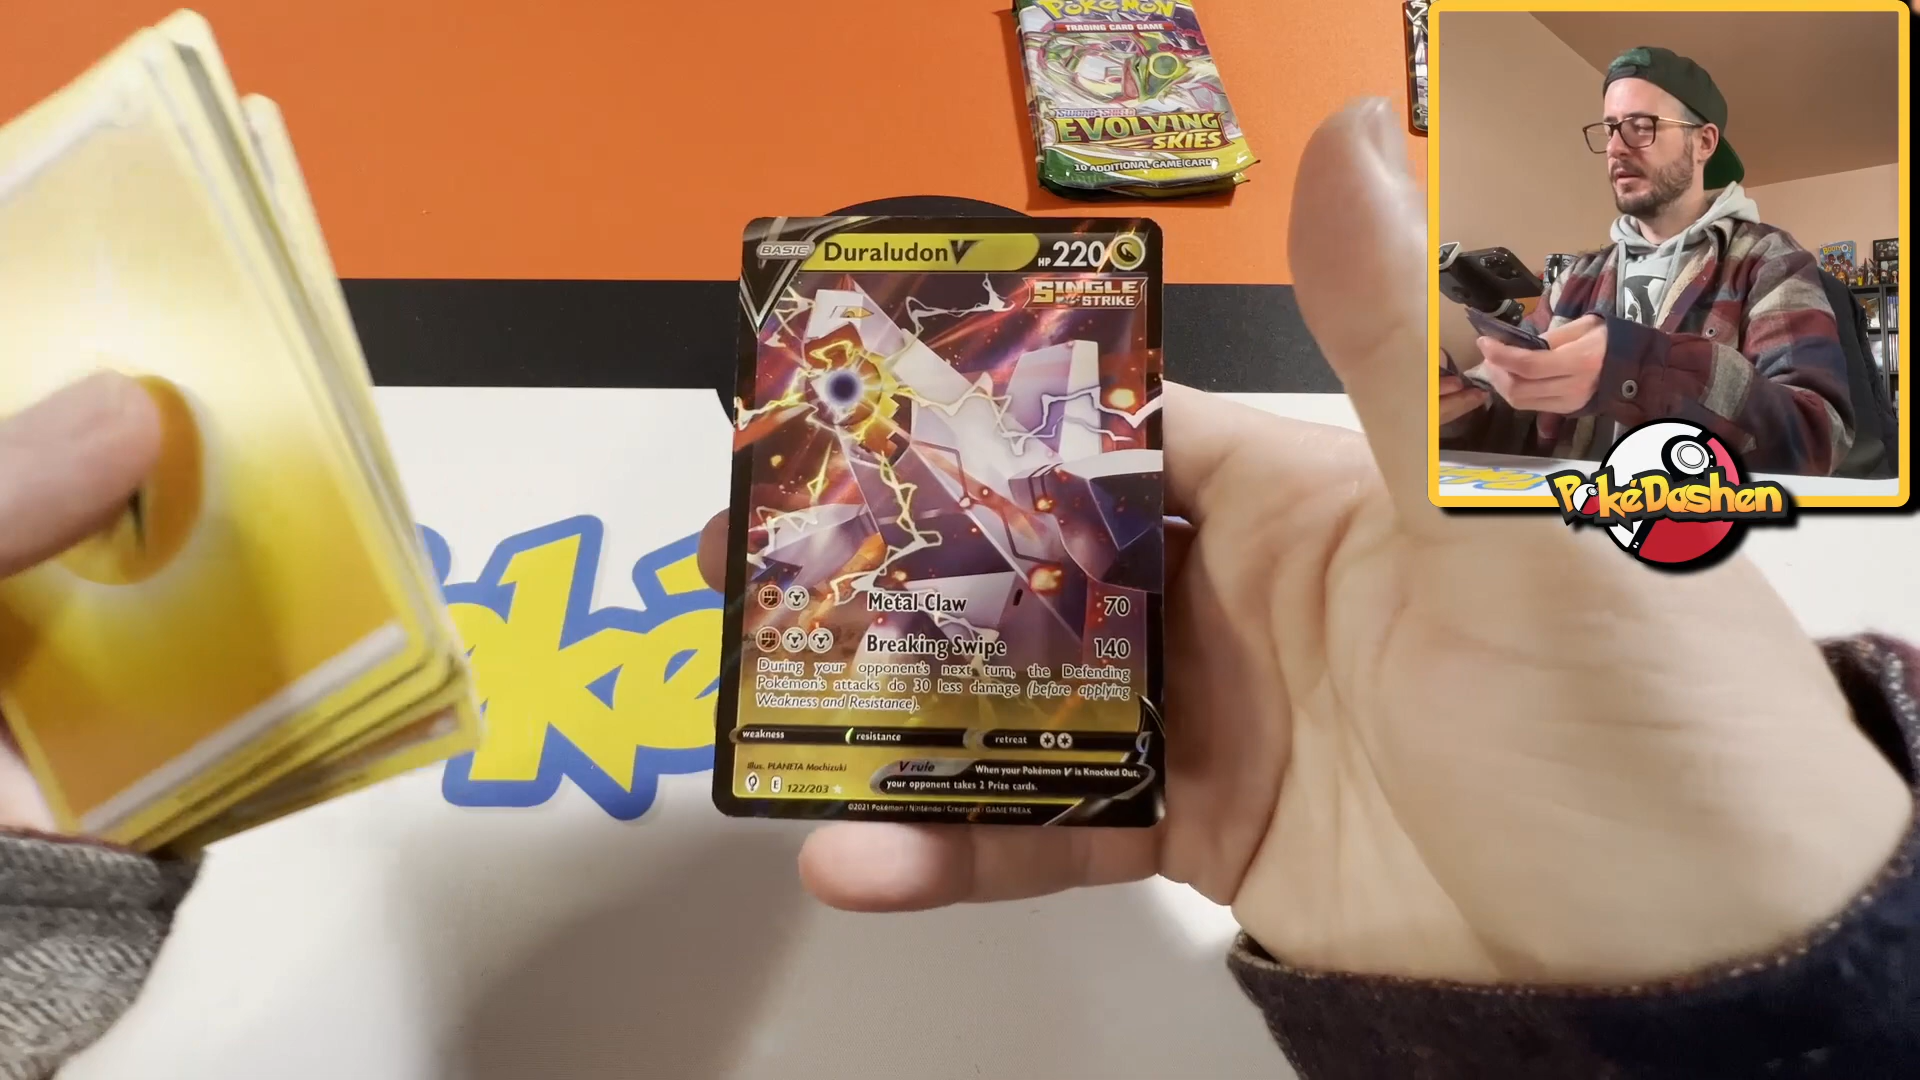 POKéMON
TRADING CARD GAME
SWORD & SHIELD
EVOLVING
SKIES
10 ADDITIONAL GAME CARDS
BASIC
Duraludon V
HP 220
SINGLE
STRIKE
Metal Claw 70
Breaking Swipe 140
During your opponent's next turn, the Defending
Pokémon's attacks do 30 less damage (before applying
Weakness and Resistance).
weakness resistance retreat
Illus. PLANETA Mochizuki
V rule When your Pokémon V is Knocked Out,
your opponent takes 2 Prize cards.
E 122/203
©2021 Pokémon / Nintendo / Creatures / GAME FREAK
PokéDashen